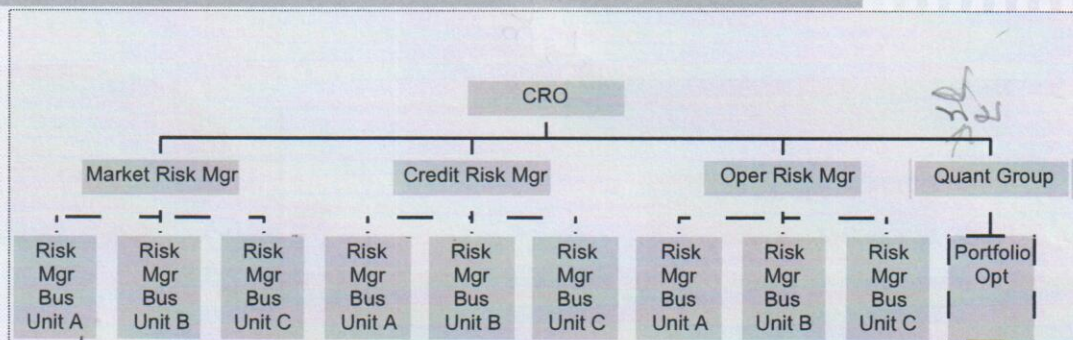 CRO
Market Risk Mgr
Credit Risk Mgr
Oper Risk Mgr
Quant Group
Risk
Mgr
Bus
Unit A
Risk
Mgr
Bus
Unit B
Risk
Mgr
Bus
Unit C
Risk
Mgr
Bus
Unit A
Risk
Mgr
Bus
Unit B
Risk
Mgr
Bus
Unit C
Risk
Mgr
Bus
Unit A
Risk
Mgr
Bus
Unit B
Risk
Mgr
Bus
Unit C
Portfolio
Opt